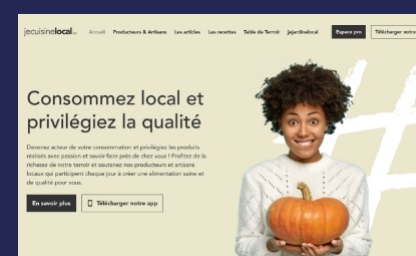 jecuisinelocal
Accueil Producteurs & Artisans Les articles Les recettes Table de Terroir jejardinelocal Espace pro Télécharger notre
Consommez local et
privilégiez la qualité
Devenez acteur de votre consommation et privilégiez les produits
réalisés avec passion et savoir-faire près de chez vous ! Profitez de la
richesse de notre terroir et soutenez nos producteurs et artisans
locaux qui participent chaque jour à créer une alimentation saine et
de qualité pour vous.
En savoir plus Télécharger notre app